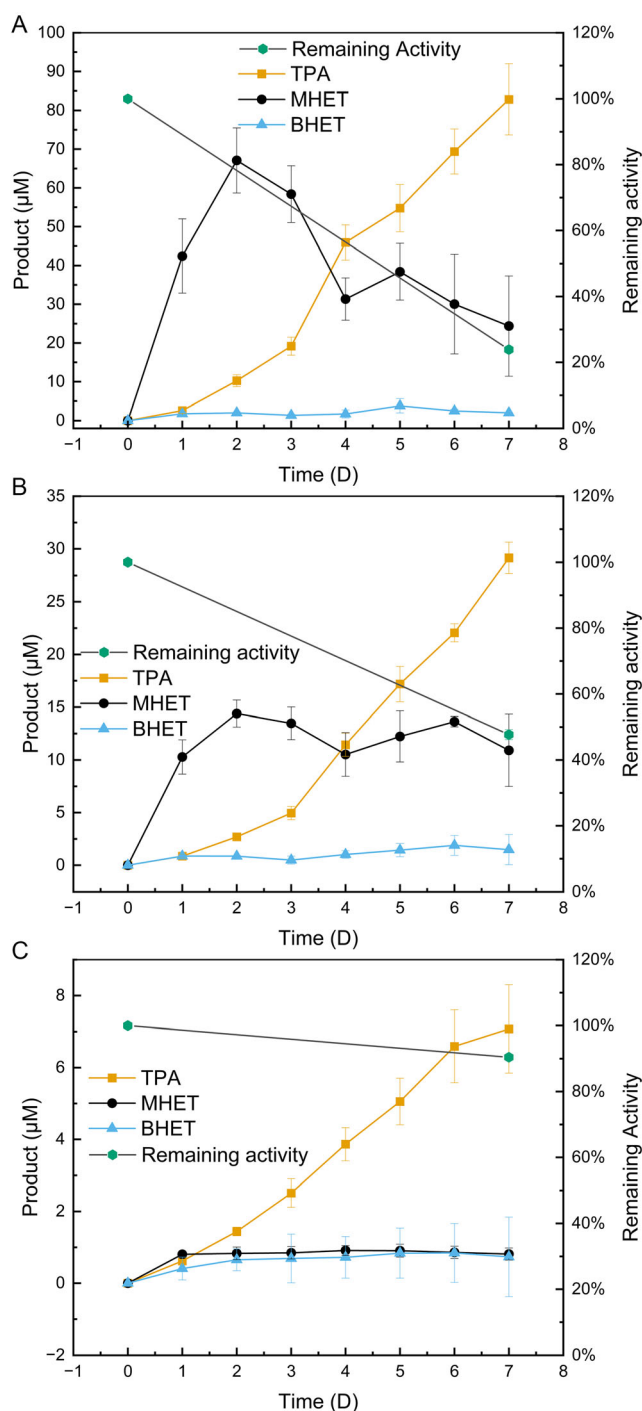 A
100
90
80
70
60
50
40
30
20
10
0
Product (µM)
Remaining Activity
TPA
MHET
BHET
120%
100%
80%
60%
40%
20%
0%
Remaining activity
−1 0 1 2 3 4 5 6 7 8
Time (D)
B
35
30
25
20
15
10
5
0
Product (µM)
Remaining activity
TPA
MHET
BHET
120%
100%
80%
60%
40%
20%
0%
Remaining activity
−1 0 1 2 3 4 5 6 7 8
Time (D)
C
8
6
4
2
0
−2
Product (µM)
TPA
MHET
BHET
Remaining activity
120%
100%
80%
60%
40%
20%
0%
Remaining Activity
−1 0 1 2 3 4 5 6 7 8
Time (D)